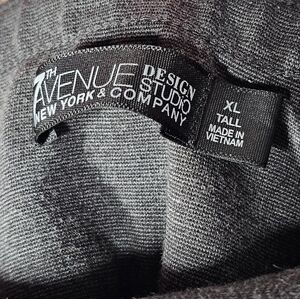 7TH
AVENUE DESIGN STUDIO
NEW YORK & COMPANY
XL
TALL
MADE IN
VIETNAM